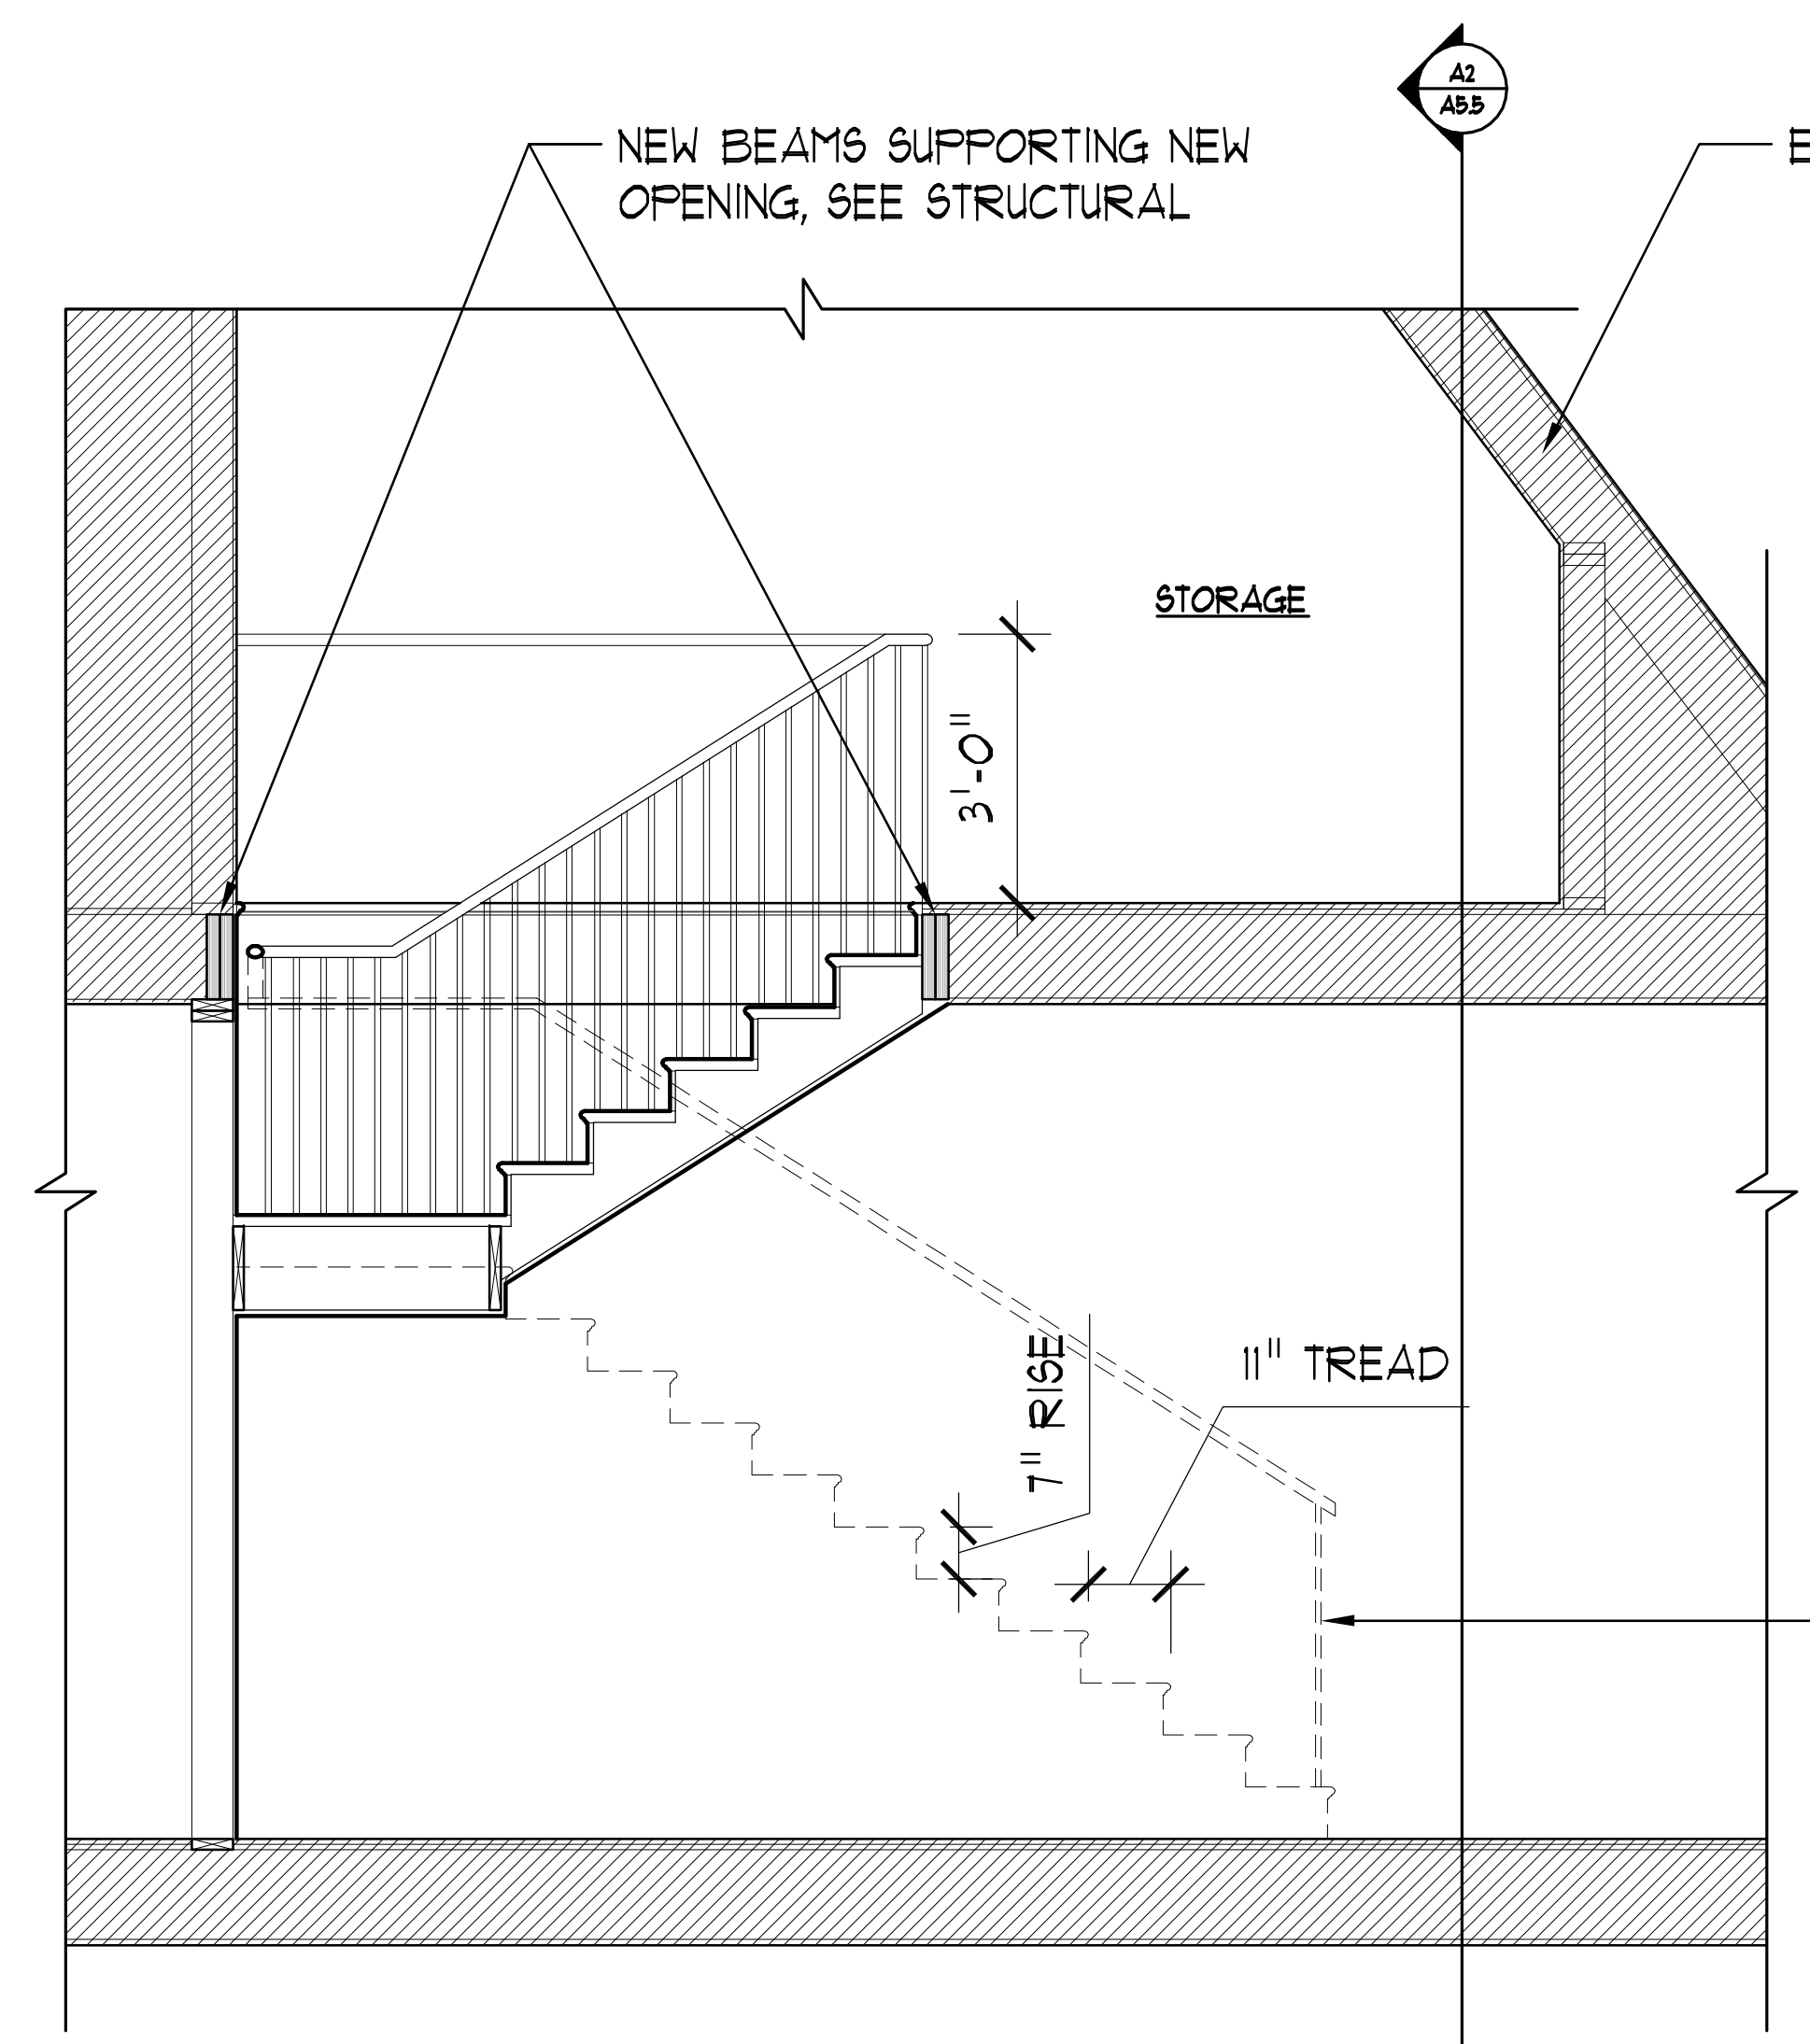 A2
A5.5
NEW BEAMS SUPPORTING NEW
OPENING, SEE STRUCTURAL
E
STORAGE
3'-0"
7" RISE
11" TREAD